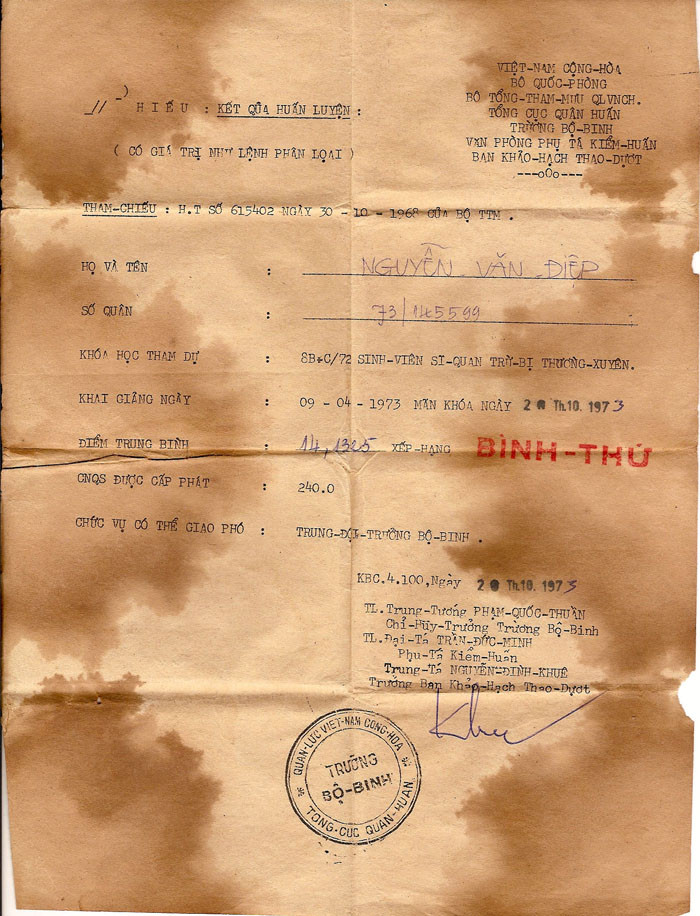 VIỆT-NAM CỘNG-HÒA
BỘ QUỐC-PHÒNG
BỘ TỔNG-THAM-MƯU QLVNCH.
TỔNG CỤC QUÂN HUẤN
TRƯỜNG BỘ-BINH
VĂN PHÒNG PHỤ TÁ KIỂM-HUẤN
BAN KHẢO-HẠCH THAO-DƯỢT
---oOo---
_//_ HIẾU : KẾT QỦA HUẤN LUYỆN :
( CÓ GIÁ TRỊ NHƯ LỆNH PHÂN LOẠI )
THAM-CHIẾU : H.T SỐ 615402 NGÀY 30 - 10 - 1968 CỦA BỘ TTM .
HỌ VÀ TÊN : NGUYỄN VĂN ĐIỆP
SỐ QUÂN : 73/145599
KHÓA HỌC THAM DỰ : 8B+C/72 SINH-VIÊN SĨ-QUAN TRỪ-BỊ THƯỜNG-XUYÊN.
KHAI GIẢNG NGÀY : 09 - 04 - 1973 MÃN KHÓA NGÀY 20 Th.10. 1973
ĐIỂM TRUNG BÌNH : 14,1325 XẾP-HẠNG BÌNH-THỨ
CNQS ĐƯỢC CẤP PHÁT : 240.0
CHỨC VỤ CÓ THỂ GIAO PHÓ : TRUNG-ĐỘI-TRƯỞNG BỘ-BINH .
KBC.4.100,Ngày 20 Th.10. 1973
TL.Trung-Tướng PHẠM-QUỐC-THUẦN
Chỉ-Hũy-Trưởng Trường Bộ-Binh
TL.Đại-Tá TRẦN-ĐỨC-MINH
Phụ-Tá Kiểm-Huấn
Trung-Tá NGUYỄN-ĐÌNH-KHUÊ
Trưởng Ban Khảo-Hạch Thao-Dượt
Khuê
QUÂN-LỰC VIỆT-NAM CỘNG-HÒA
TRƯỜNG
BỘ-BINH
TỔNG-CỤC QUÂN-HUẤN